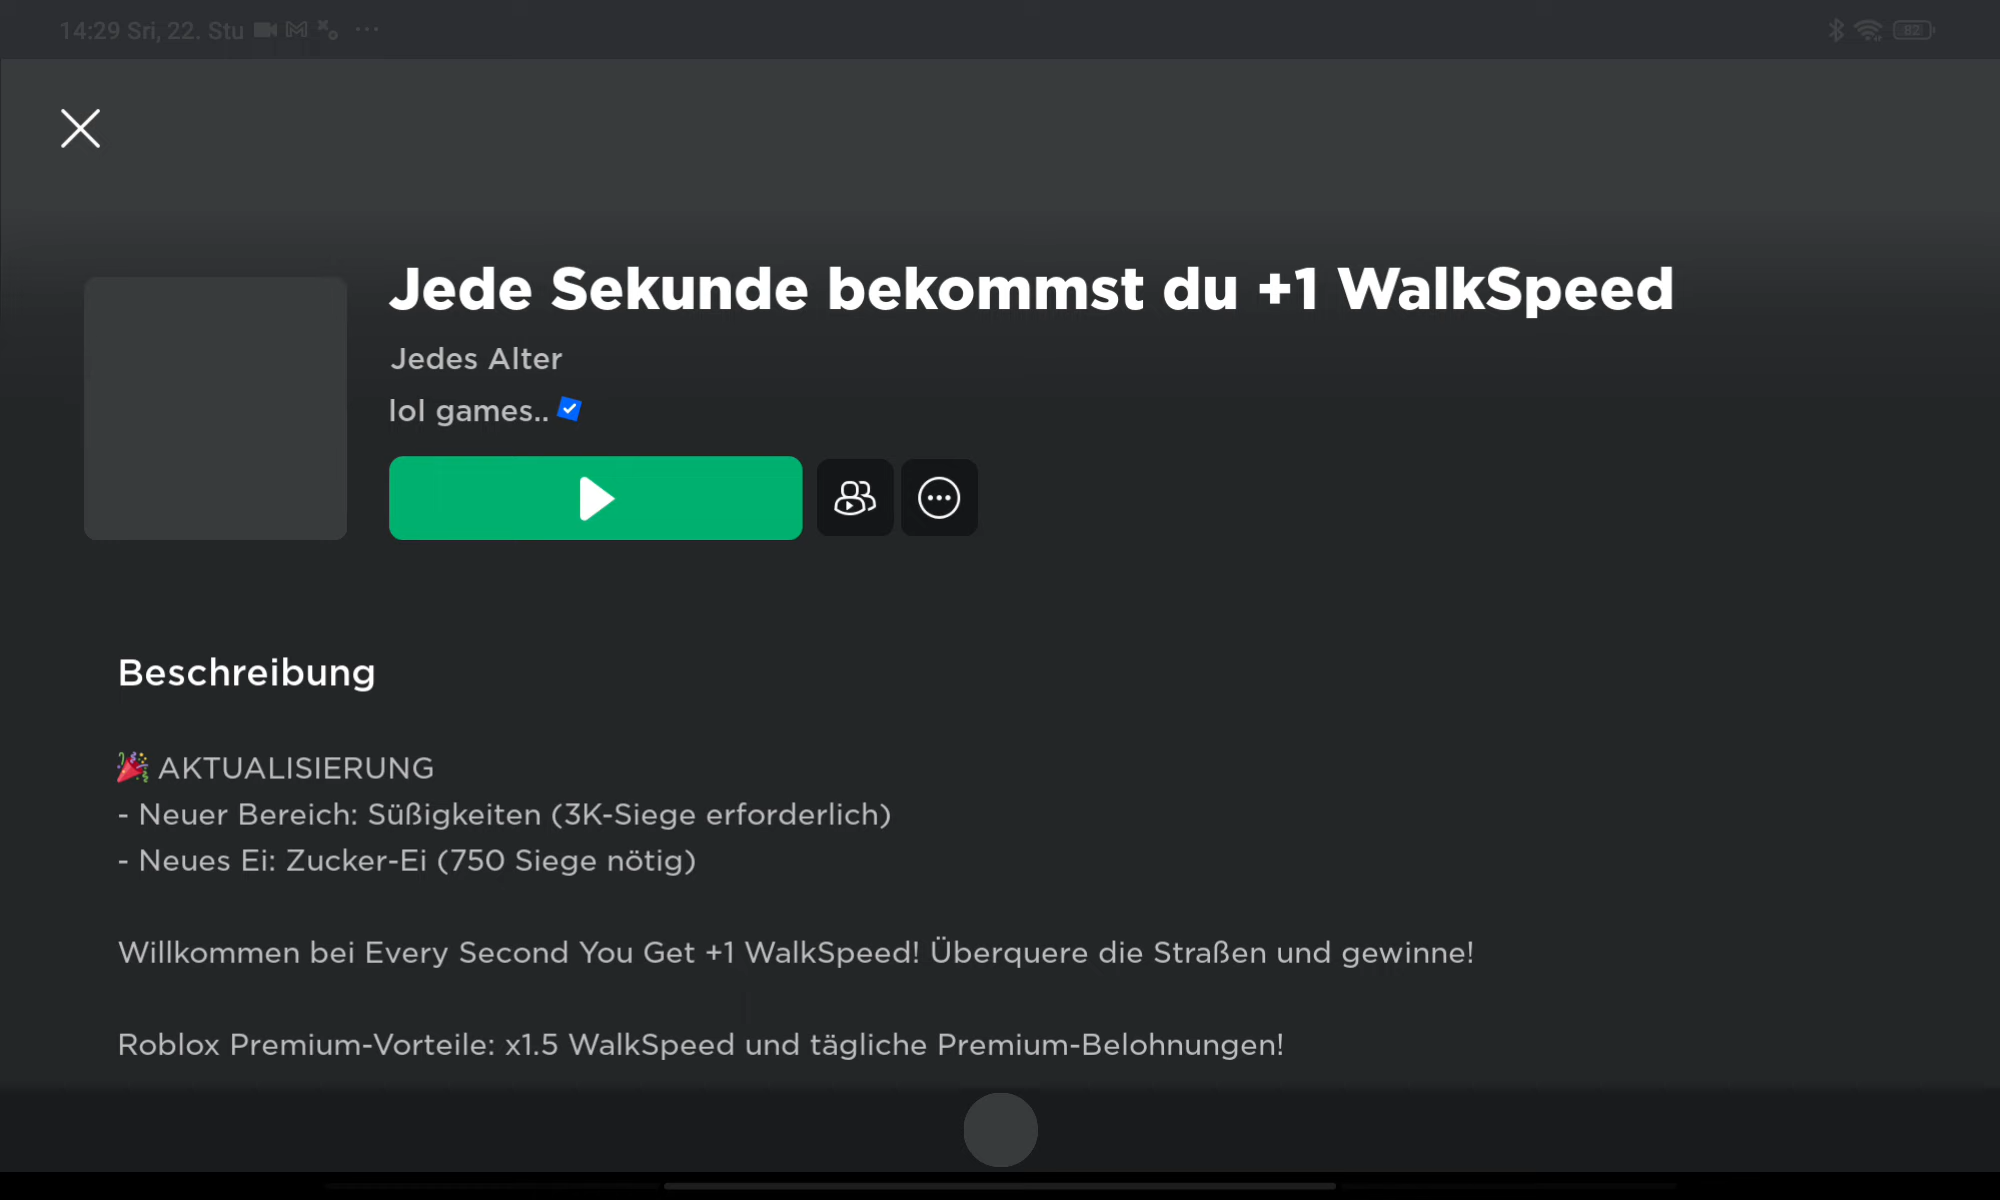 14:29 Sri, 22. Stu
82
Jede Sekunde bekommst du +1 WalkSpeed
Jedes Alter
lol games..
Beschreibung
🎉 AKTUALISIERUNG
- Neuer Bereich: Süßigkeiten (3K-Siege erforderlich)
- Neues Ei: Zucker-Ei (750 Siege nötig)
Willkommen bei Every Second You Get +1 WalkSpeed! Überquere die Straßen und gewinne!
Roblox Premium-Vorteile: x1.5 WalkSpeed und tägliche Premium-Belohnungen!